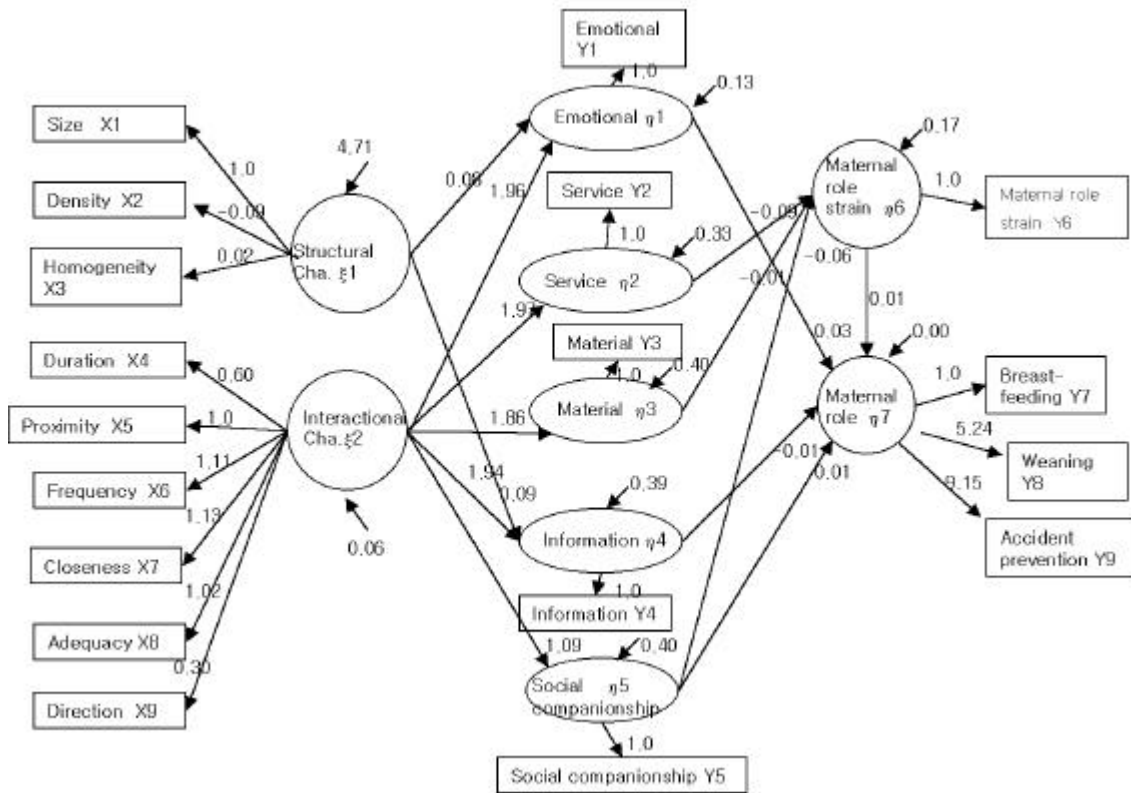 Emotional
Y1
1.0
0.13
Size X1
Emotional η1
0.17
4.71
1.0
0.08
1.96
Maternal
role
strain η6
1.0
Maternal role
strain Y6
Service Y2
Density X2
-0.09
-0.09
1.0
0.33
Structural
Cha. ξ1
Homogeneity
X3
0.02
-0.06
Service η2
-0.01
1.97
0.01
Material Y3
0.03
0.00
Duration X4
1.0
0.40
0.60
Maternal
role η7
1.0
Breast-
feeding Y7
Interactional
Cha.ξ2
Material η3
Proximity X5
1.0
1.86
5.24
1.11
-0.01
0.01
Weaning
Y8
1.94
0.09
Frequency X6
0.39
9.15
1.13
0.06
Information η4
Accident
prevention Y9
Closeness X7
1.0
1.02
Information Y4
Adequacy X8
1.09
0.40
0.30
Social η5
companionship
Direction X9
1.0
Social companionship Y5